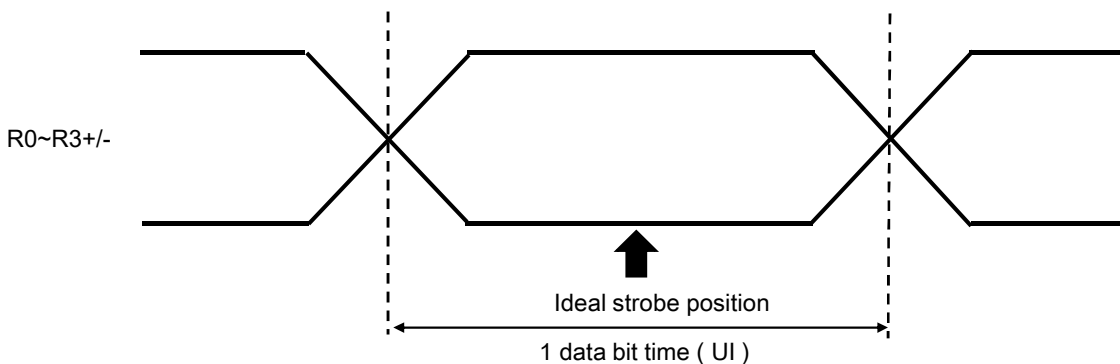 R0~R3+/-
Ideal strobe position
1 data bit time ( UI )